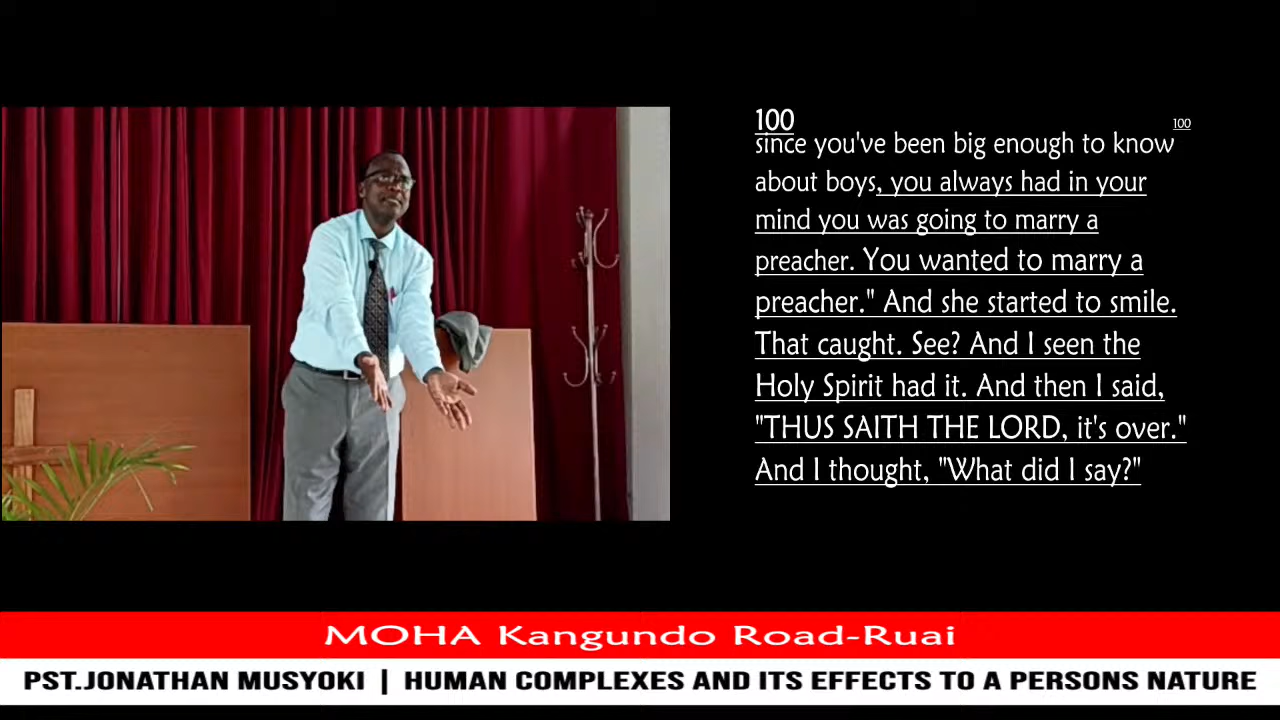 100
100
since you've been big enough to know
about boys, you always had in your
mind you was going to marry a
preacher. You wanted to marry a
preacher." And she started to smile.
That caught. See? And I seen the
Holy Spirit had it. And then I said,
"THUS SAITH THE LORD, it's over."
And I thought, "What did I say?"
MOHA Kangundo Road-Ruai
PST.JONATHAN MUSYOKI | HUMAN COMPLEXES AND ITS EFFECTS TO A PERSONS NATURE